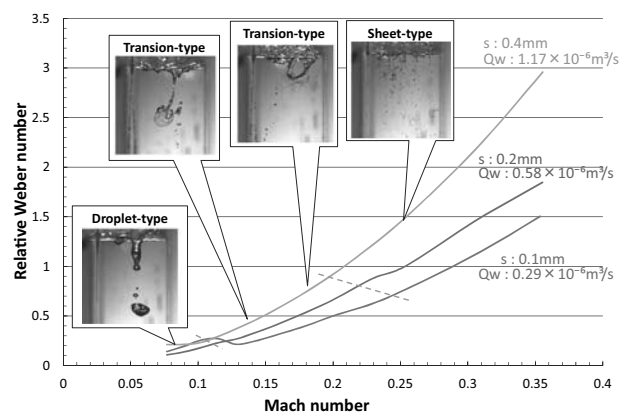 3.5
3
2.5
2
1.5
1
0.5
0
0
0.05
0.1
0.15
0.2
0.25
0.3
0.35
0.4
Relative Weber number
Mach number
Transion-type
Transion-type
Sheet-type
Droplet-type
s : 0.4mm
Qw : 1.17×10⁻⁶m³/s
s : 0.2mm
Qw : 0.58×10⁻⁶m³/s
s : 0.1mm
Qw : 0.29×10⁻⁶m³/s